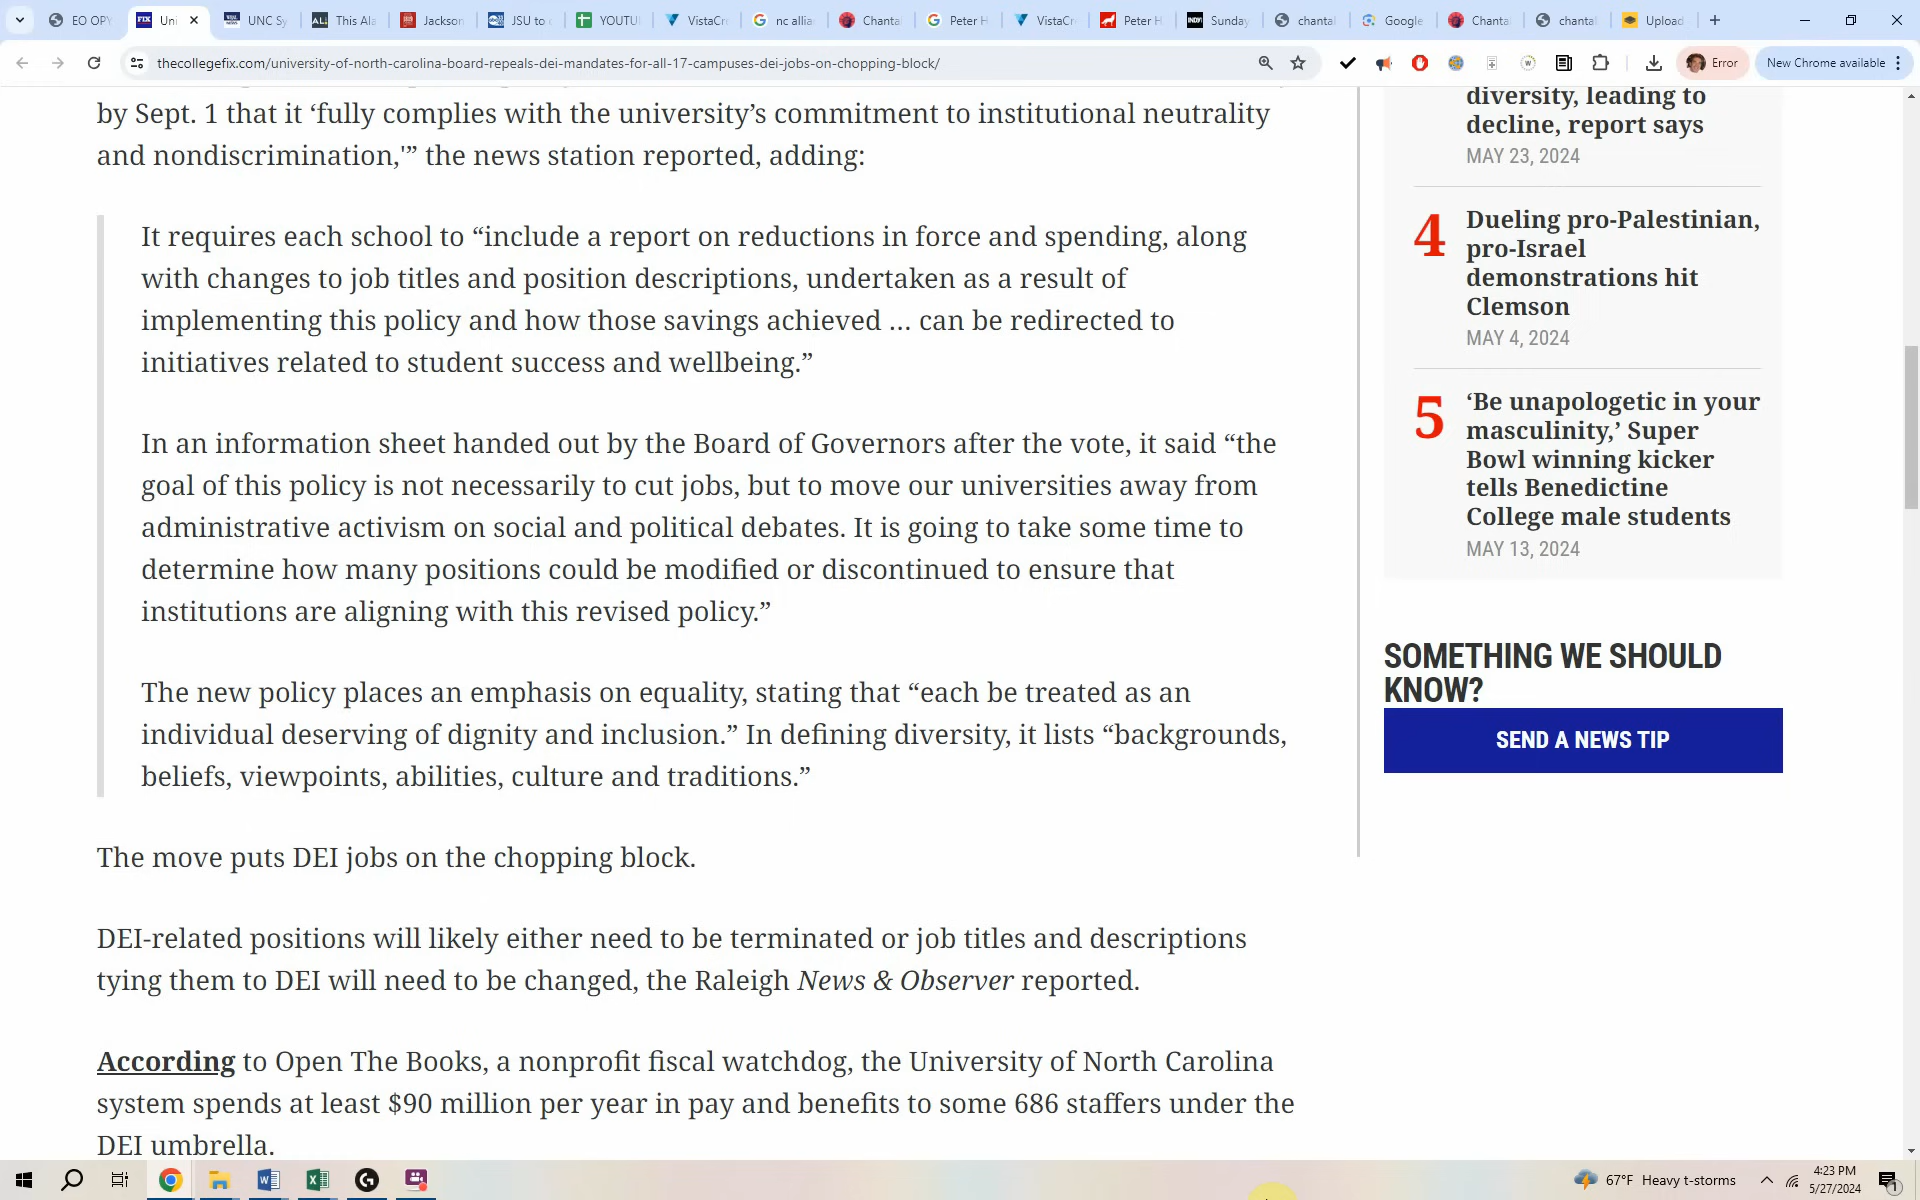 EO OPY
FIX
Uni
UNC Sy
This Ala
Jackson
JSU to
YOUTU
VistaCr
nc allia
Chanta
Peter H
VistaCr
Peter H
INDY
Sunday
chantal
Google
Chanta
chantal
Upload
thecollegefix.com/university-of-north-carolina-board-repeals-dei-mandates-for-all-17-campuses-dei-jobs-on-chopping-block/
Error
New Chrome available
by Sept. 1 that it ‘fully complies with the university’s commitment to institutional neutrality
and nondiscrimination,'” the news station reported, adding:
It requires each school to “include a report on reductions in force and spending, along
with changes to job titles and position descriptions, undertaken as a result of
implementing this policy and how those savings achieved … can be redirected to
initiatives related to student success and wellbeing.”
In an information sheet handed out by the Board of Governors after the vote, it said “the
goal of this policy is not necessarily to cut jobs, but to move our universities away from
administrative activism on social and political debates. It is going to take some time to
determine how many positions could be modified or discontinued to ensure that
institutions are aligning with this revised policy.”
The new policy places an emphasis on equality, stating that “each be treated as an
individual deserving of dignity and inclusion.” In defining diversity, it lists “backgrounds,
beliefs, viewpoints, abilities, culture and traditions.”
The move puts DEI jobs on the chopping block.
DEI-related positions will likely either need to be terminated or job titles and descriptions
tying them to DEI will need to be changed, the Raleigh News & Observer reported.
According to Open The Books, a nonprofit fiscal watchdog, the University of North Carolina
system spends at least $90 million per year in pay and benefits to some 686 staffers under the
DEI umbrella.
diversity, leading to
decline, report says
MAY 23, 2024
4
Dueling pro-Palestinian,
pro-Israel
demonstrations hit
Clemson
MAY 4, 2024
5
‘Be unapologetic in your
masculinity,’ Super
Bowl winning kicker
tells Benedictine
College male students
MAY 13, 2024
SOMETHING WE SHOULD
KNOW?
SEND A NEWS TIP
67°F Heavy t-storms
4:23 PM
5/27/2024
1